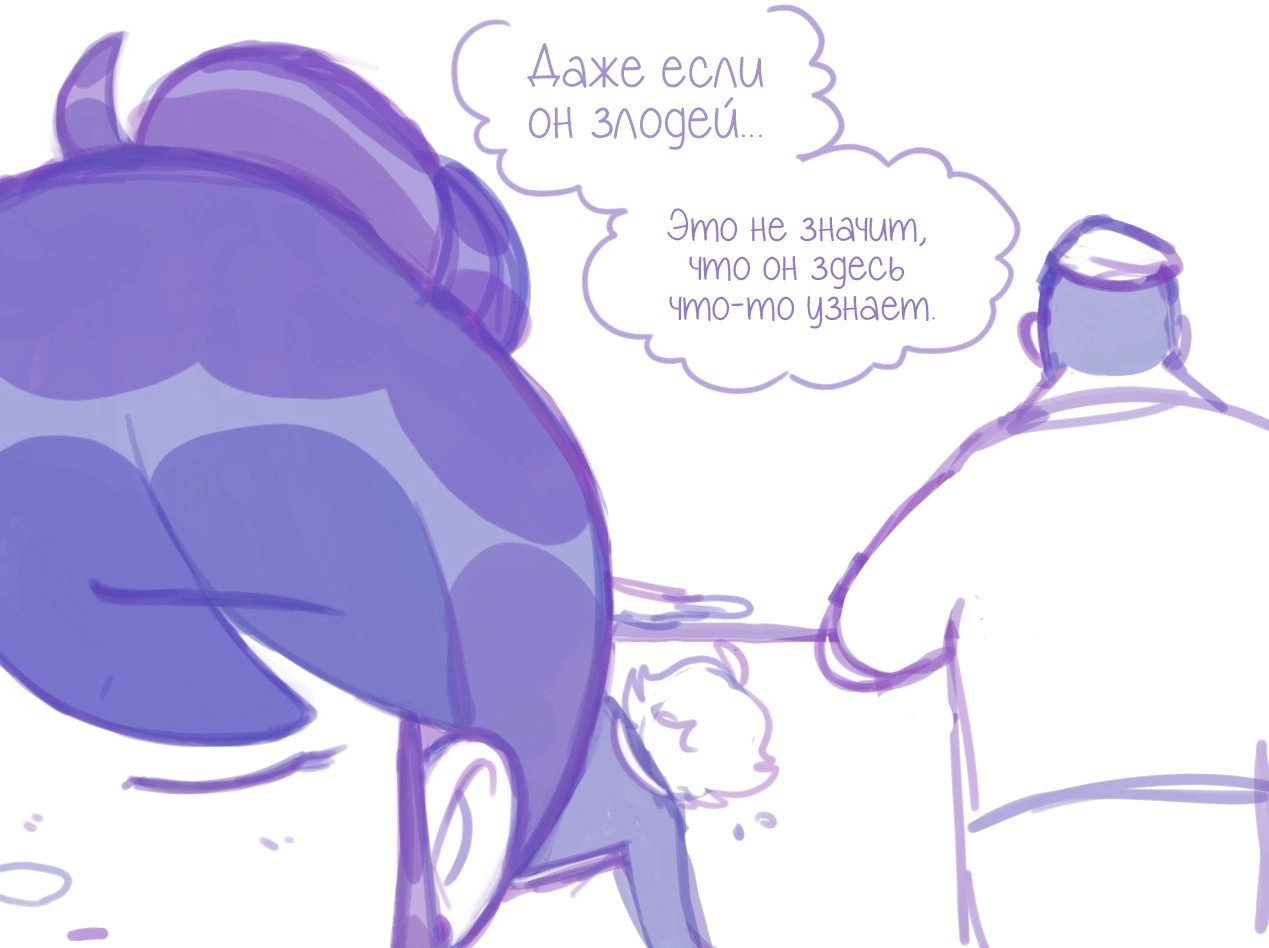 Даже если
он злодей...
Это не значит,
что он здесь
что-то узнает.